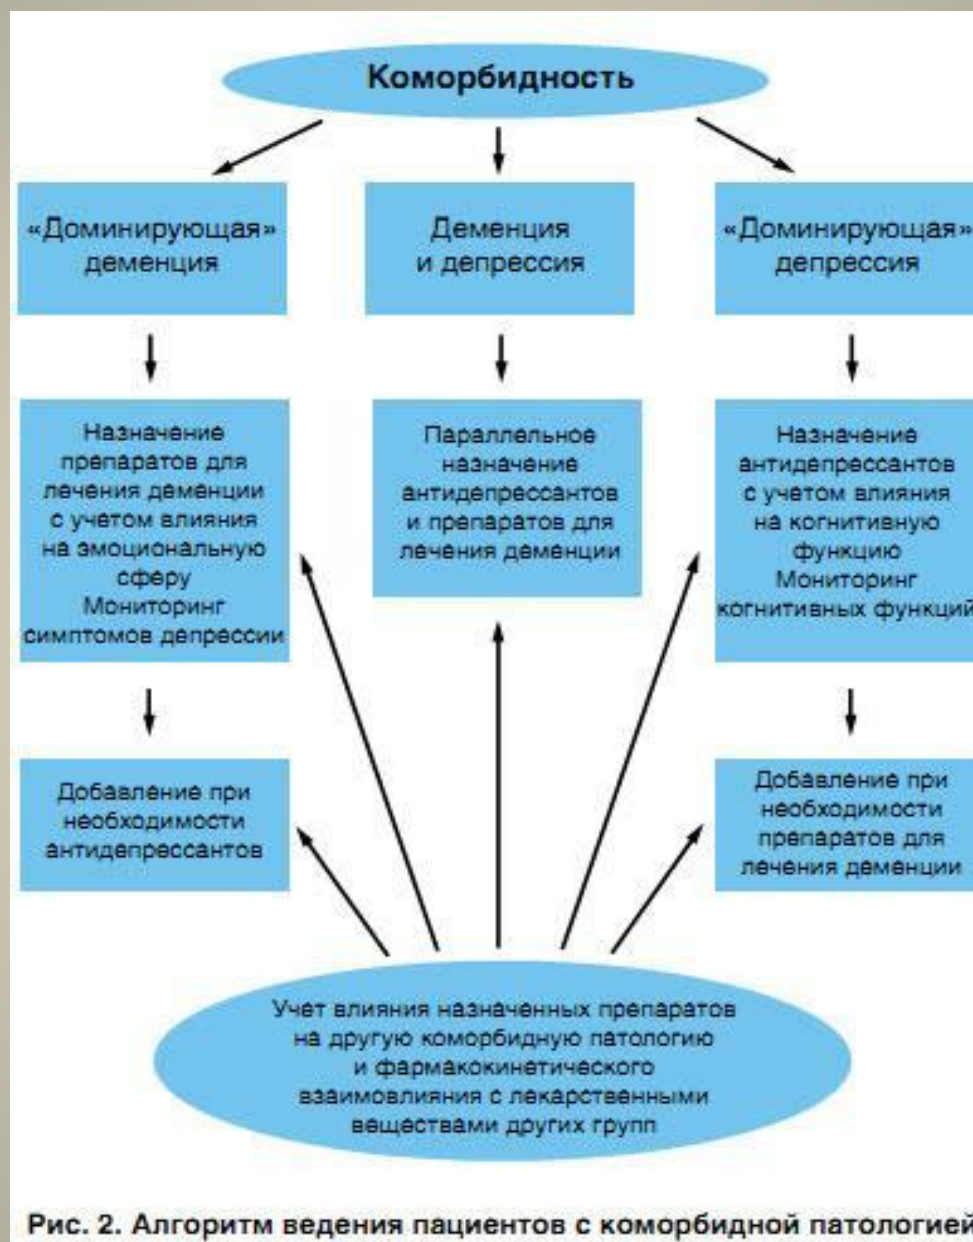 Коморбидность
«Доминирующая»
деменция
Деменция
и депрессия
«Доминирующая»
депрессия
Назначение
препаратов для
лечения деменции
с учетом влияния
на эмоциональную
сферу
Мониторинг
симптомов депрессии
Параллельное
назначение
антидепрессантов
и препаратов для
лечения деменции
Назначение
антидепрессантов
с учетом влияния
на когнитивную
функцию
Мониторинг
когнитивных функций
Добавление при
необходимости
антидепрессантов
Добавление при
необходимости
препаратов для
лечения деменции
Учет влияния назначенных препаратов
на другую коморбидную патологию
и фармакокинетического
взаимовлияния с лекарственными
веществами других групп
Рис. 2. Алгоритм ведения пациентов с коморбидной патологией